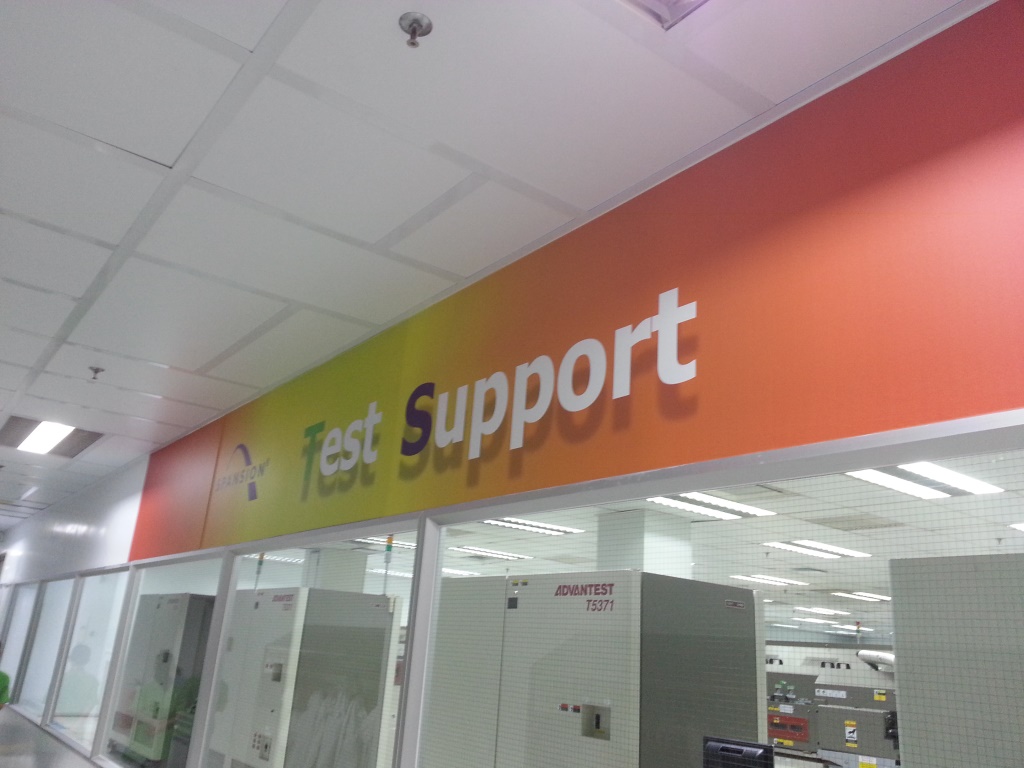 SPANSION
Test Support
ADVANTEST
T5371